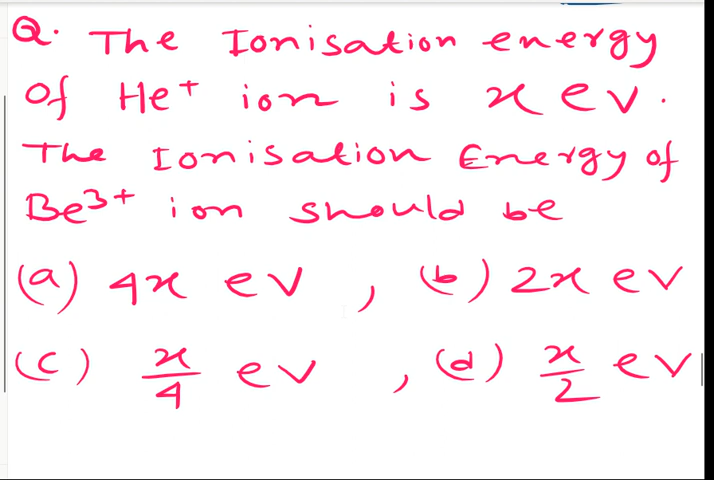 Q. The Ionisation energy
of He⁺ ion is x ev.
The Ionisation Energy of
Be³⁺ ion should be
(a) 4x eV , (b) 2x eV
(c) x/4 eV , (d) x/2 eV